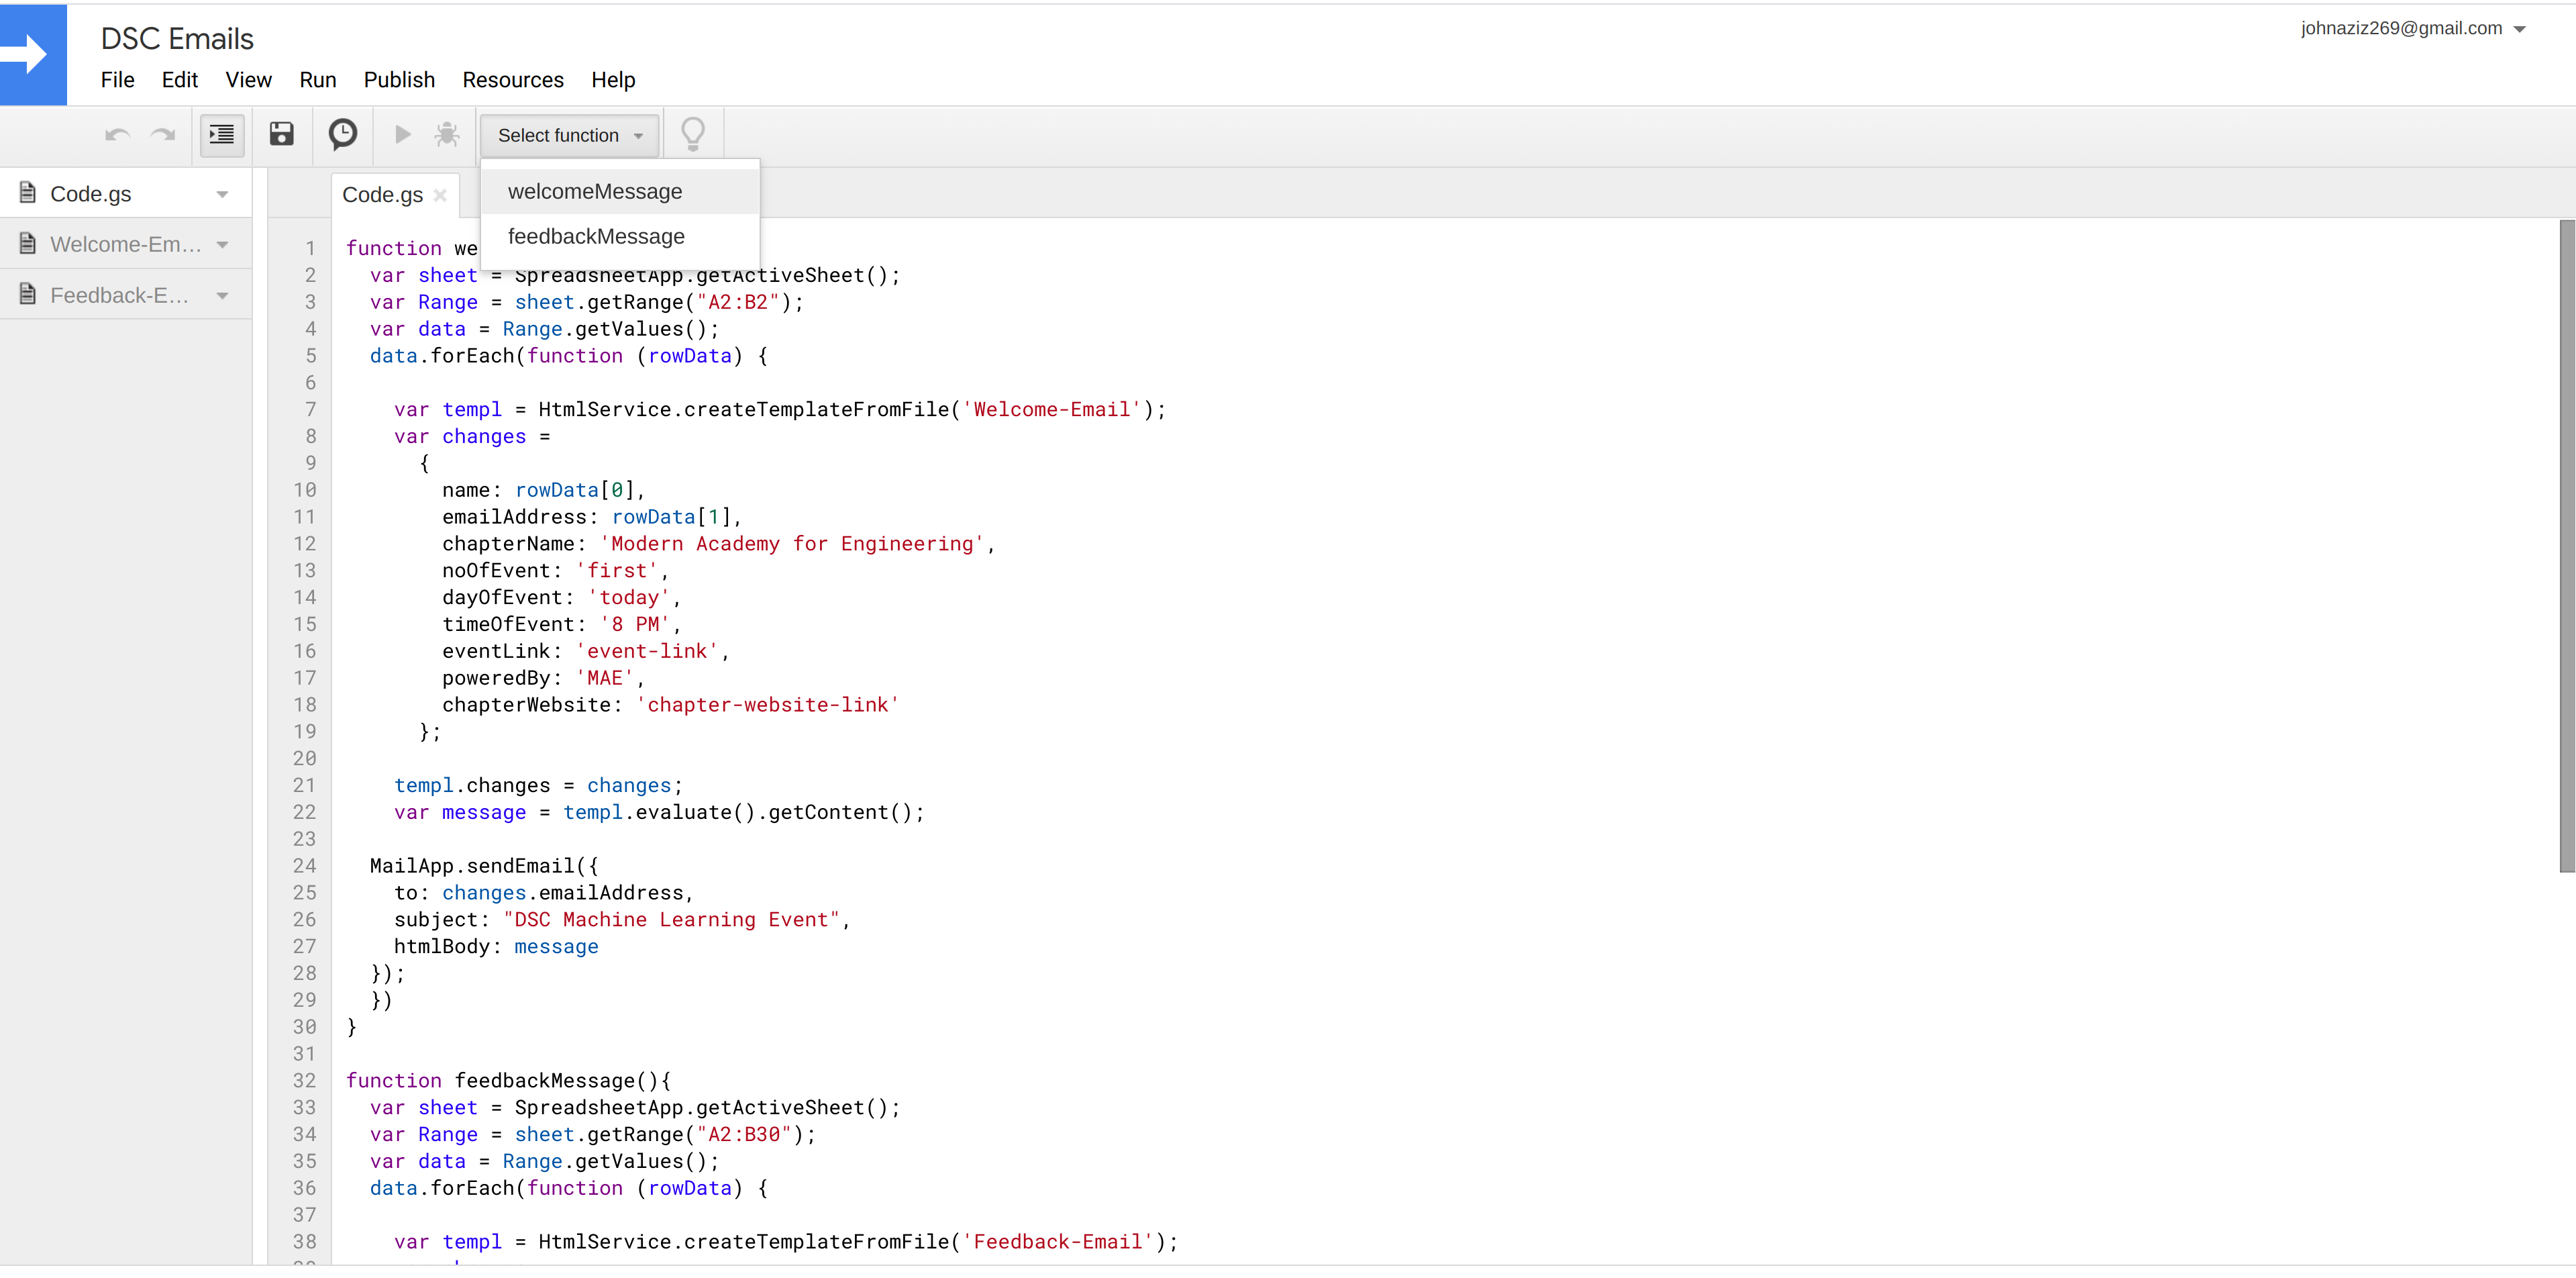 DSC Emails
johnaziz269@gmail.com
File Edit View Run Publish Resources Help
Select function
welcomeMessage
feedbackMessage
Code.gs
Welcome-Em...
Feedback-E...
Code.gs
1 function we
2 var sheet = SpreadsheetApp.getActiveSheet();
3 var Range = sheet.getRange("A2:B2");
4 var data = Range.getValues();
5 data.forEach(function (rowData) {
6
7 var templ = HtmlService.createTemplateFromFile('Welcome-Email');
8 var changes =
9 {
10 name: rowData[0],
11 emailAddress: rowData[1],
12 chapterName: 'Modern Academy for Engineering',
13 noOfEvent: 'first',
14 dayOfEvent: 'today',
15 timeOfEvent: '8 PM',
16 eventLink: 'event-link',
17 poweredBy: 'MAE',
18 chapterWebsite: 'chapter-website-link'
19 };
20
21 templ.changes = changes;
22 var message = templ.evaluate().getContent();
23
24 MailApp.sendEmail({
25 to: changes.emailAddress,
26 subject: "DSC Machine Learning Event",
27 htmlBody: message
28 });
29 })
30 }
31
32 function feedbackMessage(){
33 var sheet = SpreadsheetApp.getActiveSheet();
34 var Range = sheet.getRange("A2:B30");
35 var data = Range.getValues();
36 data.forEach(function (rowData) {
37
38 var templ = HtmlService.createTemplateFromFile('Feedback-Email');